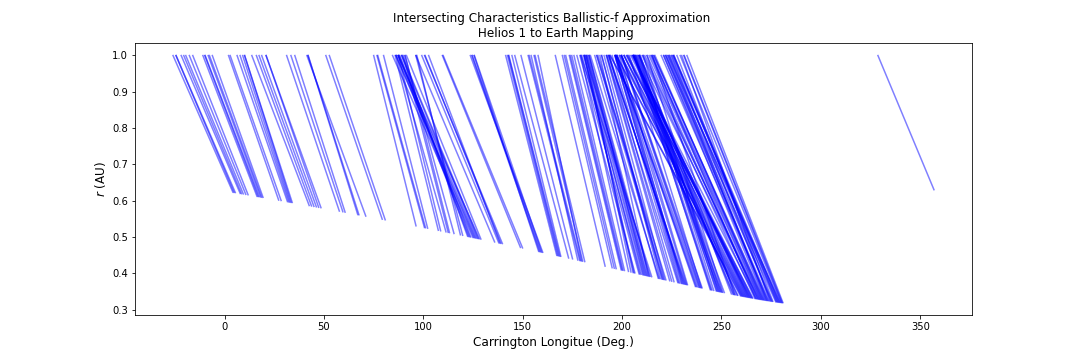 Intersecting Characteristics Ballistic-f Approximation
Helios 1 to Earth Mapping
1.0
0.9
0.8
0.7
0.6
0.5
0.4
0.3
r (AU)
0 50 100 150 200 250 300 350
Carrington Longitue (Deg.)